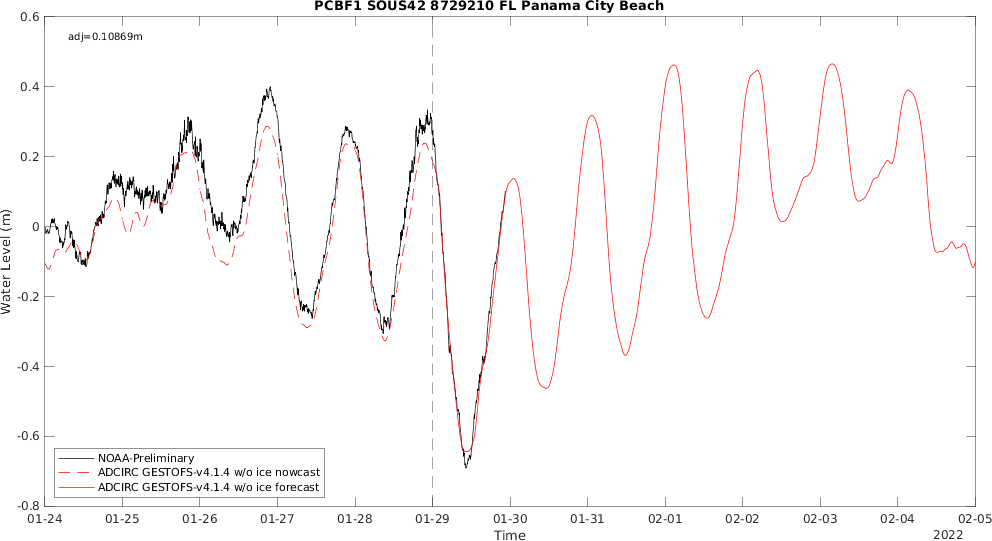 PCBF1 SOUS42 8729210 FL Panama City Beach
adj=0.10869m
0.6
0.4
0.2
0
-0.2
-0.4
-0.6
-0.8
Water Level (m)
NOAA-Preliminary
ADCIRC GESTOFS-v4.1.4 w/o ice nowcast
ADCIRC GESTOFS-v4.1.4 w/o ice forecast
01-24 01-25 01-26 01-27 01-28 01-29 01-30 01-31 02-01 02-02 02-03 02-04 02-05
Time
2022